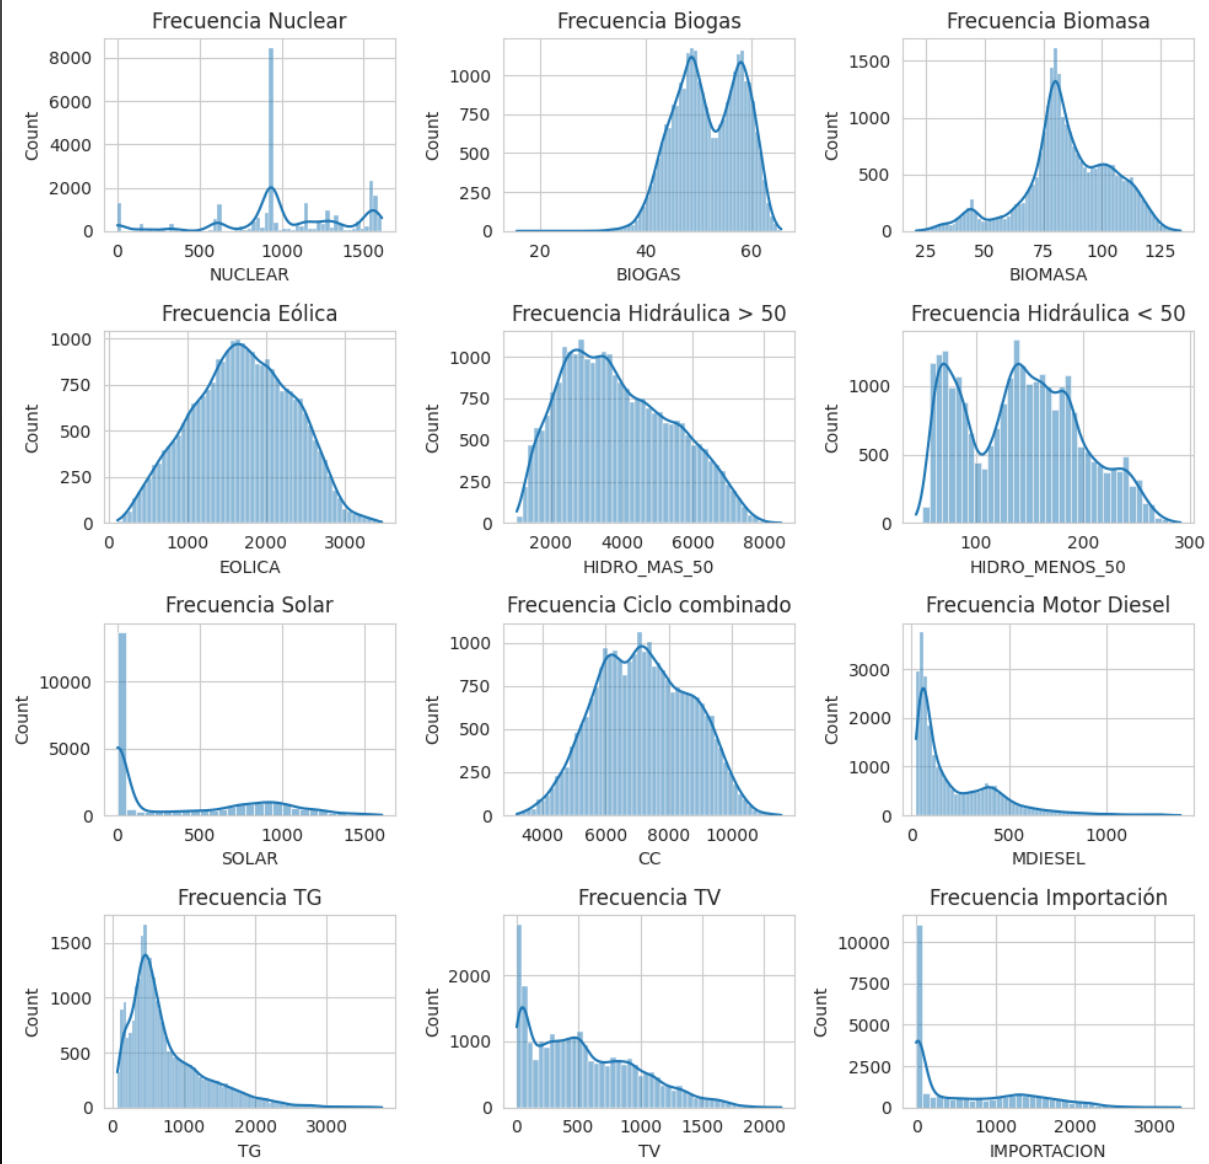 Frecuencia Nuclear
8000
6000
4000
2000
0
Count
0 500 1000 1500
NUCLEAR
Frecuencia Biogas
1000
750
500
250
0
Count
20 40 60
BIOGAS
Frecuencia Biomasa
1500
1000
500
0
Count
25 50 75 100 125
BIOMASA
Frecuencia Eólica
1000
750
500
250
0
Count
0 1000 2000 3000
EOLICA
Frecuencia Hidráulica > 50
1000
750
500
250
0
Count
2000 4000 6000 8000
HIDRO_MAS_50
Frecuencia Hidráulica < 50
1000
500
0
Count
100 200 300
HIDRO_MENOS_50
Frecuencia Solar
10000
5000
0
Count
0 500 1000 1500
SOLAR
Frecuencia Ciclo combinado
1000
750
500
250
0
Count
4000 6000 8000 10000
CC
Frecuencia Motor Diesel
3000
2000
1000
0
Count
0 500 1000
MDIESEL
Frecuencia TG
1500
1000
500
0
Count
0 1000 2000 3000
TG
Frecuencia TV
2000
1000
0
Count
0 500 1000 1500 2000
TV
Frecuencia Importación
10000
7500
5000
2500
0
Count
0 1000 2000 3000
IMPORTACION